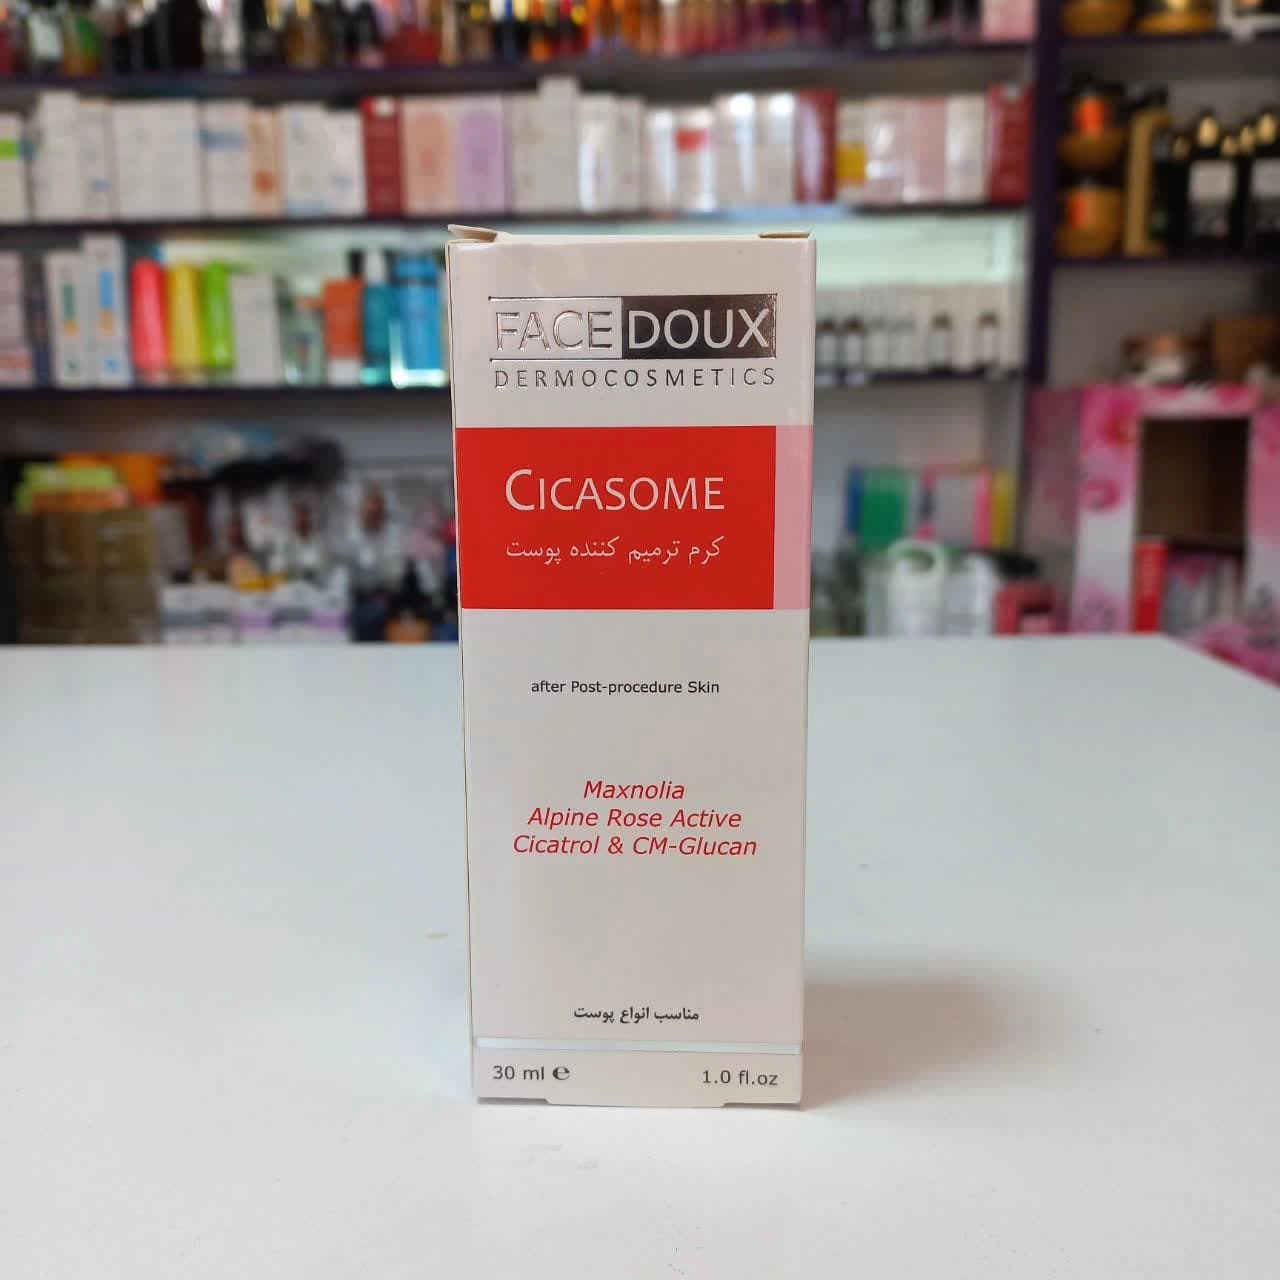 FACE DOUX
DERMOCOSMETICS
CICASOME
کرم ترمیم کننده پوست
after Post-procedure Skin
Maxnolia
Alpine Rose Active
Cicatrol & CM-Glucan
مناسب انواع پوست
30 ml ℮ 1.0 fl.oz